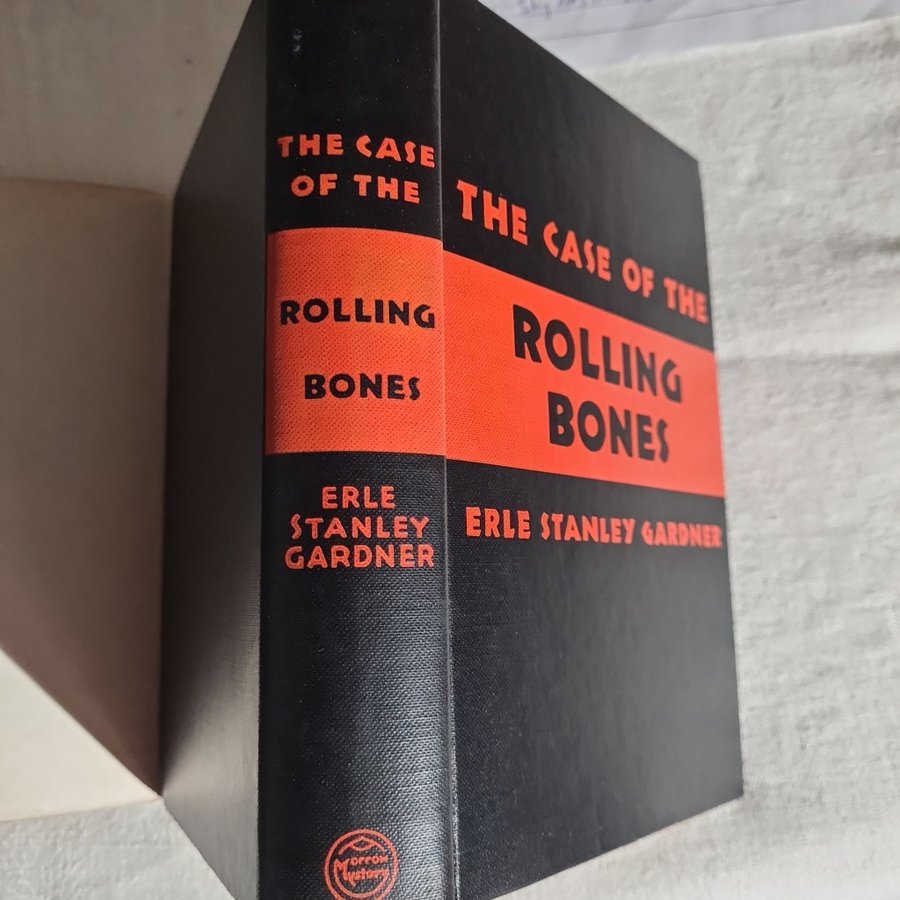 THE CASE
OF THE
ROLLING
BONES
ERLE
STANLEY
GARDNER
Morrow
Mystery
THE CASE OF THE
ROLLING
BONES
ERLE STANLEY GARDNER